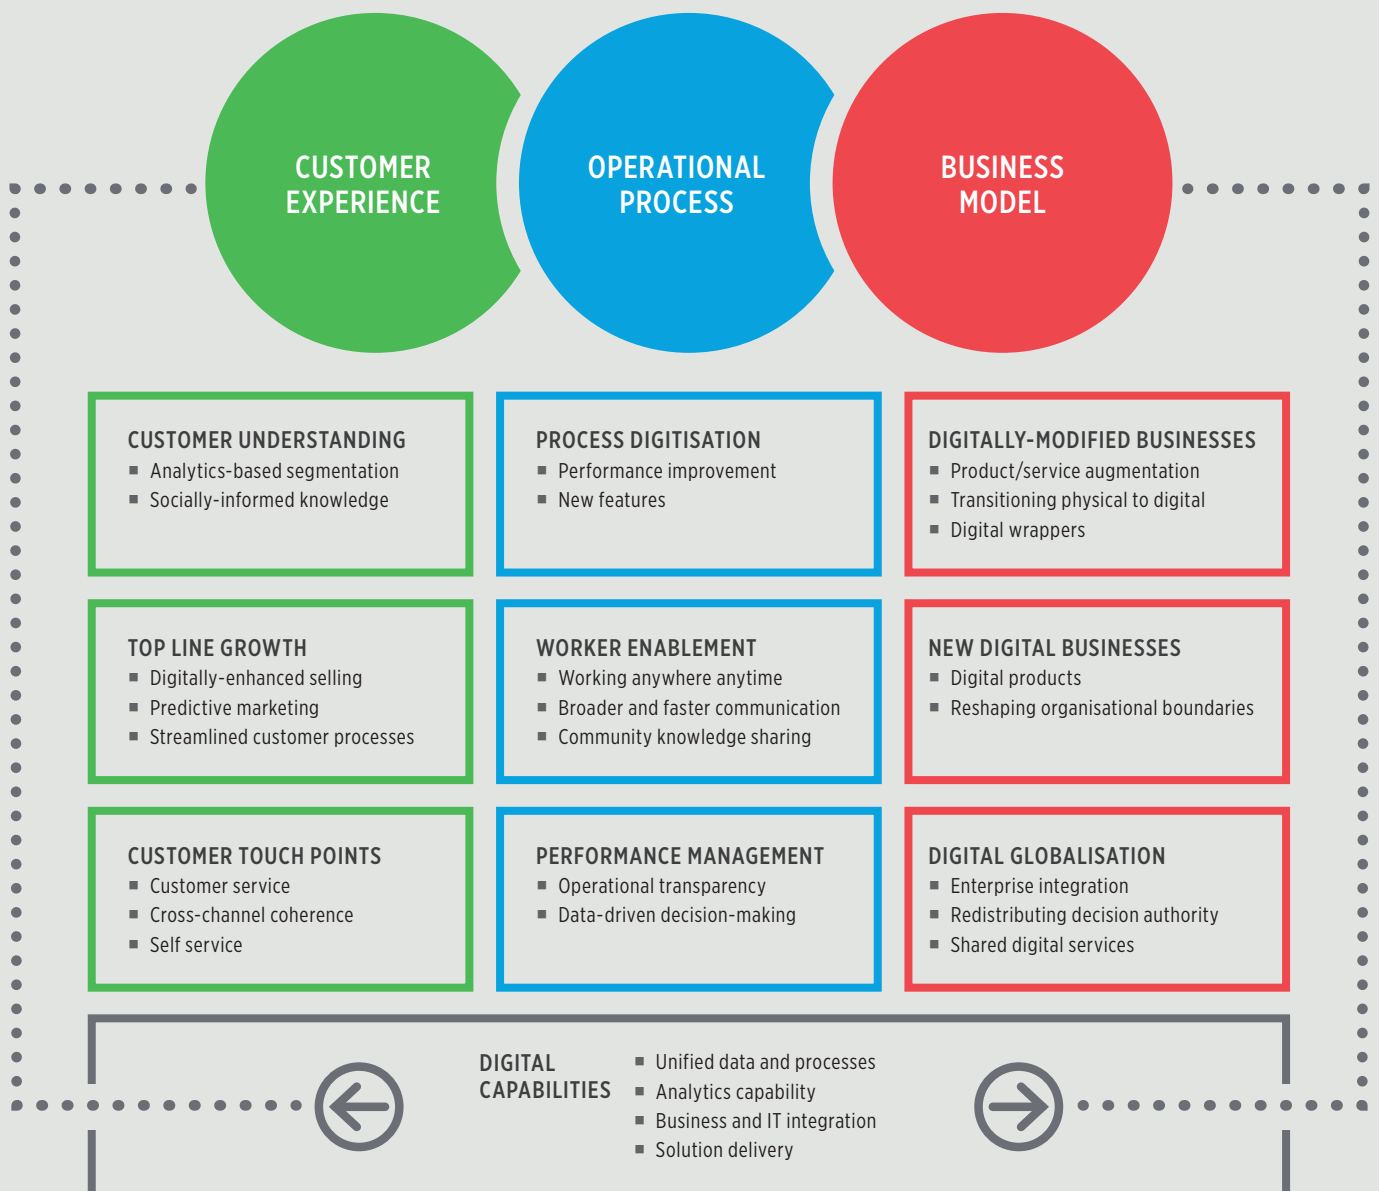 CUSTOMER
EXPERIENCE
OPERATIONAL
PROCESS
BUSINESS
MODEL
CUSTOMER UNDERSTANDING
Analytics-based segmentation
Socially-informed knowledge
PROCESS DIGITISATION
Performance improvement
New features
DIGITALLY-MODIFIED BUSINESSES
Product/service augmentation
Transitioning physical to digital
Digital wrappers
TOP LINE GROWTH
Digitally-enhanced selling
Predictive marketing
Streamlined customer processes
WORKER ENABLEMENT
Working anywhere anytime
Broader and faster communication
Community knowledge sharing
NEW DIGITAL BUSINESSES
Digital products
Reshaping organisational boundaries
CUSTOMER TOUCH POINTS
Customer service
Cross-channel coherence
Self service
PERFORMANCE MANAGEMENT
Operational transparency
Data-driven decision-making
DIGITAL GLOBALISATION
Enterprise integration
Redistributing decision authority
Shared digital services
DIGITAL
CAPABILITIES
Unified data and processes
Analytics capability
Business and IT integration
Solution delivery